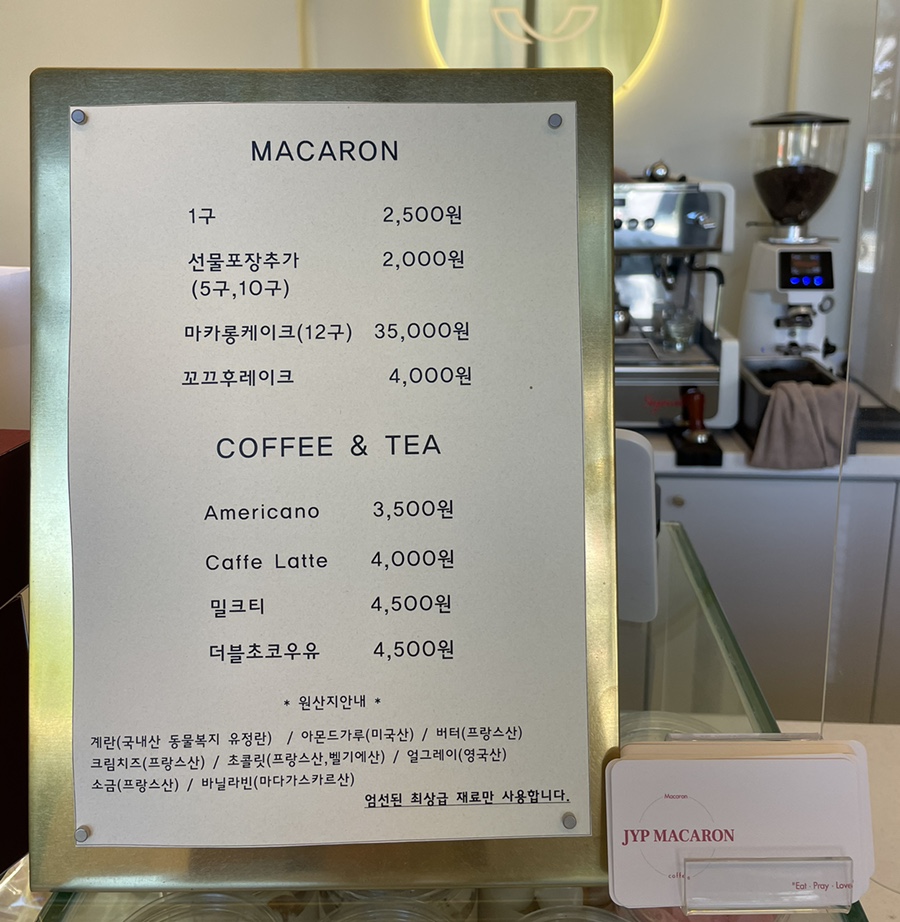 MACARON
1구 2,500원
선물포장추가 2,000원
(5구,10구)
마카롱케이크(12구) 35,000원
꼬끄후레이크 4,000원
COFFEE & TEA
Americano 3,500원
Caffe Latte 4,000원
밀크티 4,500원
더블초코우유 4,500원
* 원산지안내 *
계란(국내산 동물복지 유정란) / 아몬드가루(미국산) / 버터(프랑스산)
크림치즈(프랑스산) / 초콜릿(프랑스산,벨기에산) / 얼그레이(영국산)
소금(프랑스산) / 바닐라빈(마다가스카르산)
엄선된 최상급 재료만 사용합니다.
Macaron
JYP MACARON
coffee
"Eat · Pray · Love